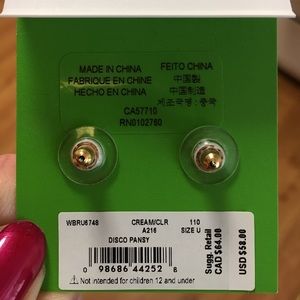 MADE IN CHINA
FABRIQUE EN CHINE
HECHO EN CHINA
FEITO CHINA
中国製
中国制造
제조국명:중국
CA57710
RN0102760
WBRU6748 CREAM/CLR 110
A216 SIZE U
DISCO PANSY
0 98686 44252 8
⚠ Not intended for children 12 and under
Sugg. Retail
CAD $64.00
USD $58.00